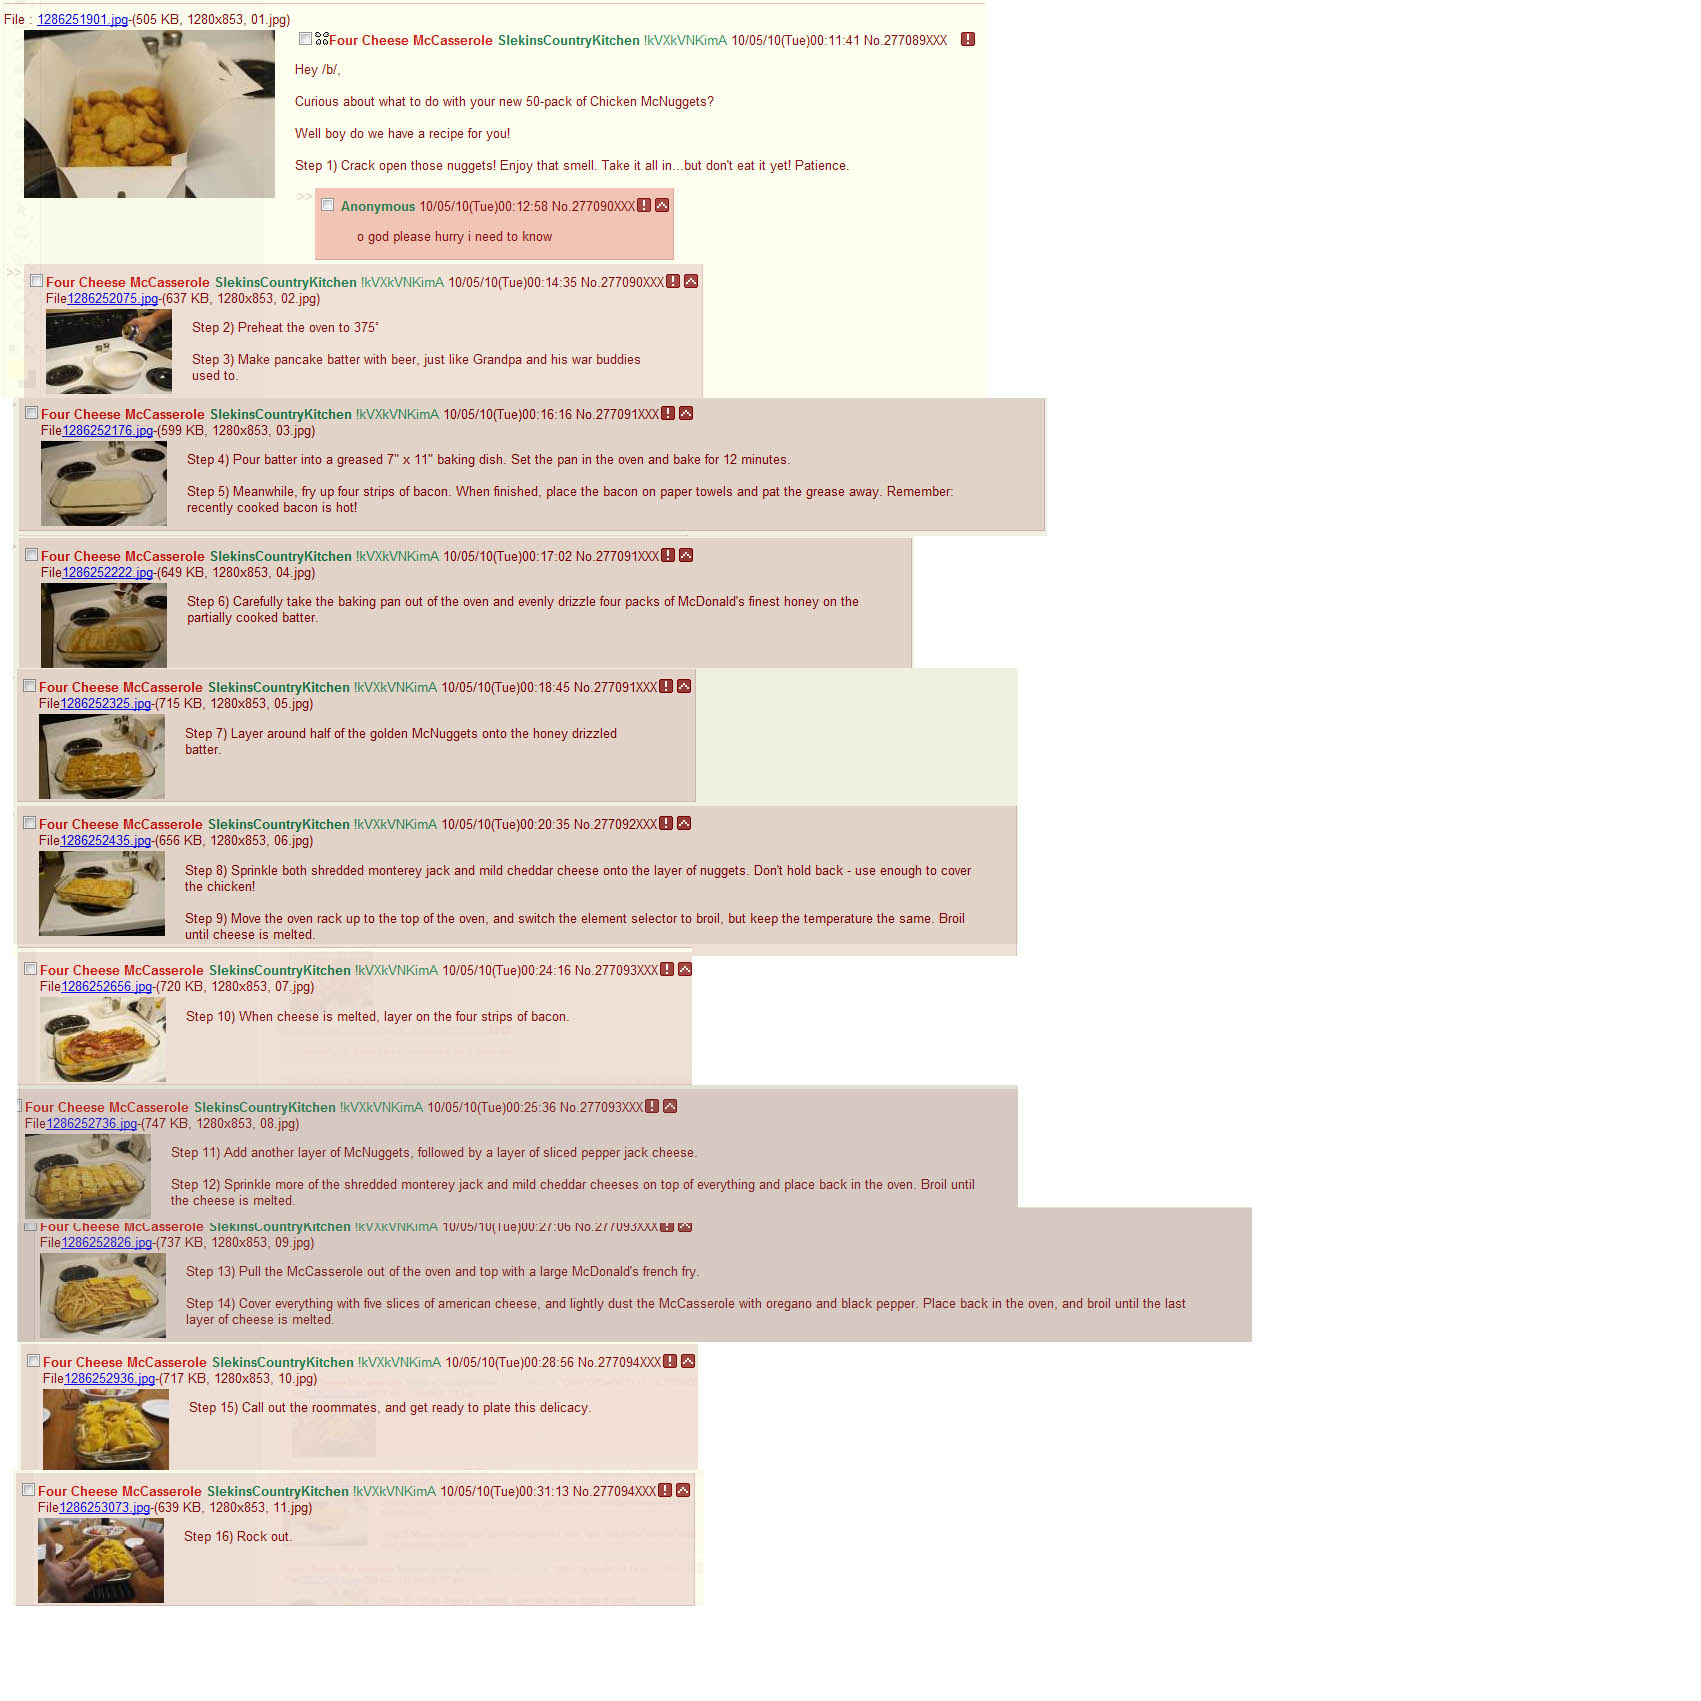 File : 1286251901.jpg-(505 KB, 1280x853, 01.jpg)
Four Cheese McCasserole SlekinsCountryKitchen !kVXkVNKimA 10/05/10(Tue)00:11:41 No.277089XXX
Hey /b/,
Curious about what to do with your new 50-pack of Chicken McNuggets?
Well boy do we have a recipe for you!
Step 1) Crack open those nuggets! Enjoy that smell. Take it all in...but don't eat it yet! Patience.
>> Anonymous 10/05/10(Tue)00:12:58 No.277090XXX
o god please hurry i need to know
>> Four Cheese McCasserole SlekinsCountryKitchen !kVXkVNKimA 10/05/10(Tue)00:14:35 No.277090XXX
File1286252075.jpg-(637 KB, 1280x853, 02.jpg)
Step 2) Preheat the oven to 375°
Step 3) Make pancake batter with beer, just like Grandpa and his war buddies
used to.
Four Cheese McCasserole SlekinsCountryKitchen !kVXkVNKimA 10/05/10(Tue)00:16:16 No.277091XXX
File1286252176.jpg-(599 KB, 1280x853, 03.jpg)
Step 4) Pour batter into a greased 7" x 11" baking dish. Set the pan in the oven and bake for 12 minutes.
Step 5) Meanwhile, fry up four strips of bacon. When finished, place the bacon on paper towels and pat the grease away. Remember:
recently cooked bacon is hot!
Four Cheese McCasserole SlekinsCountryKitchen !kVXkVNKimA 10/05/10(Tue)00:17:02 No.277091XXX
File1286252222.jpg-(649 KB, 1280x853, 04.jpg)
Step 6) Carefully take the baking pan out of the oven and evenly drizzle four packs of McDonald's finest honey on the
partially cooked batter.
Four Cheese McCasserole SlekinsCountryKitchen !kVXkVNKimA 10/05/10(Tue)00:18:45 No.277091XXX
File1286252325.jpg-(715 KB, 1280x853, 05.jpg)
Step 7) Layer around half of the golden McNuggets onto the honey drizzled
batter.
Four Cheese McCasserole SlekinsCountryKitchen !kVXkVNKimA 10/05/10(Tue)00:20:35 No.277092XXX
File1286252435.jpg-(656 KB, 1280x853, 06.jpg)
Step 8) Sprinkle both shredded monterey jack and mild cheddar cheese onto the layer of nuggets. Don't hold back - use enough to cover
the chicken!
Step 9) Move the oven rack up to the top of the oven, and switch the element selector to broil, but keep the temperature the same. Broil
until cheese is melted.
Four Cheese McCasserole SlekinsCountryKitchen !kVXkVNKimA 10/05/10(Tue)00:24:16 No.277093XXX
File1286252656.jpg-(720 KB, 1280x853, 07.jpg)
Step 10) When cheese is melted, layer on the four strips of bacon.
Four Cheese McCasserole SlekinsCountryKitchen !kVXkVNKimA 10/05/10(Tue)00:25:36 No.277093XXX
File1286252736.jpg-(747 KB, 1280x853, 08.jpg)
Step 11) Add another layer of McNuggets, followed by a layer of sliced pepper jack cheese.
Step 12) Sprinkle more of the shredded monterey jack and mild cheddar cheeses on top of everything and place back in the oven. Broil until
the cheese is melted.
Four Cheese McCasserole SlekinsCountryKitchen !kVXkVNKimA 10/05/10(Tue)00:27:06 No.277093XXX
File1286252826.jpg-(737 KB, 1280x853, 09.jpg)
Step 13) Pull the McCasserole out of the oven and top with a large McDonald's french fry.
Step 14) Cover everything with five slices of american cheese, and lightly dust the McCasserole with oregano and black pepper. Place back in the oven, and broil until the last
layer of cheese is melted.
Four Cheese McCasserole SlekinsCountryKitchen !kVXkVNKimA 10/05/10(Tue)00:28:56 No.277094XXX
File1286252936.jpg-(717 KB, 1280x853, 10.jpg)
Step 15) Call out the roommates, and get ready to plate this delicacy.
Four Cheese McCasserole SlekinsCountryKitchen !kVXkVNKimA 10/05/10(Tue)00:31:13 No.277094XXX
File1286253073.jpg-(639 KB, 1280x853, 11.jpg)
Step 16) Rock out.